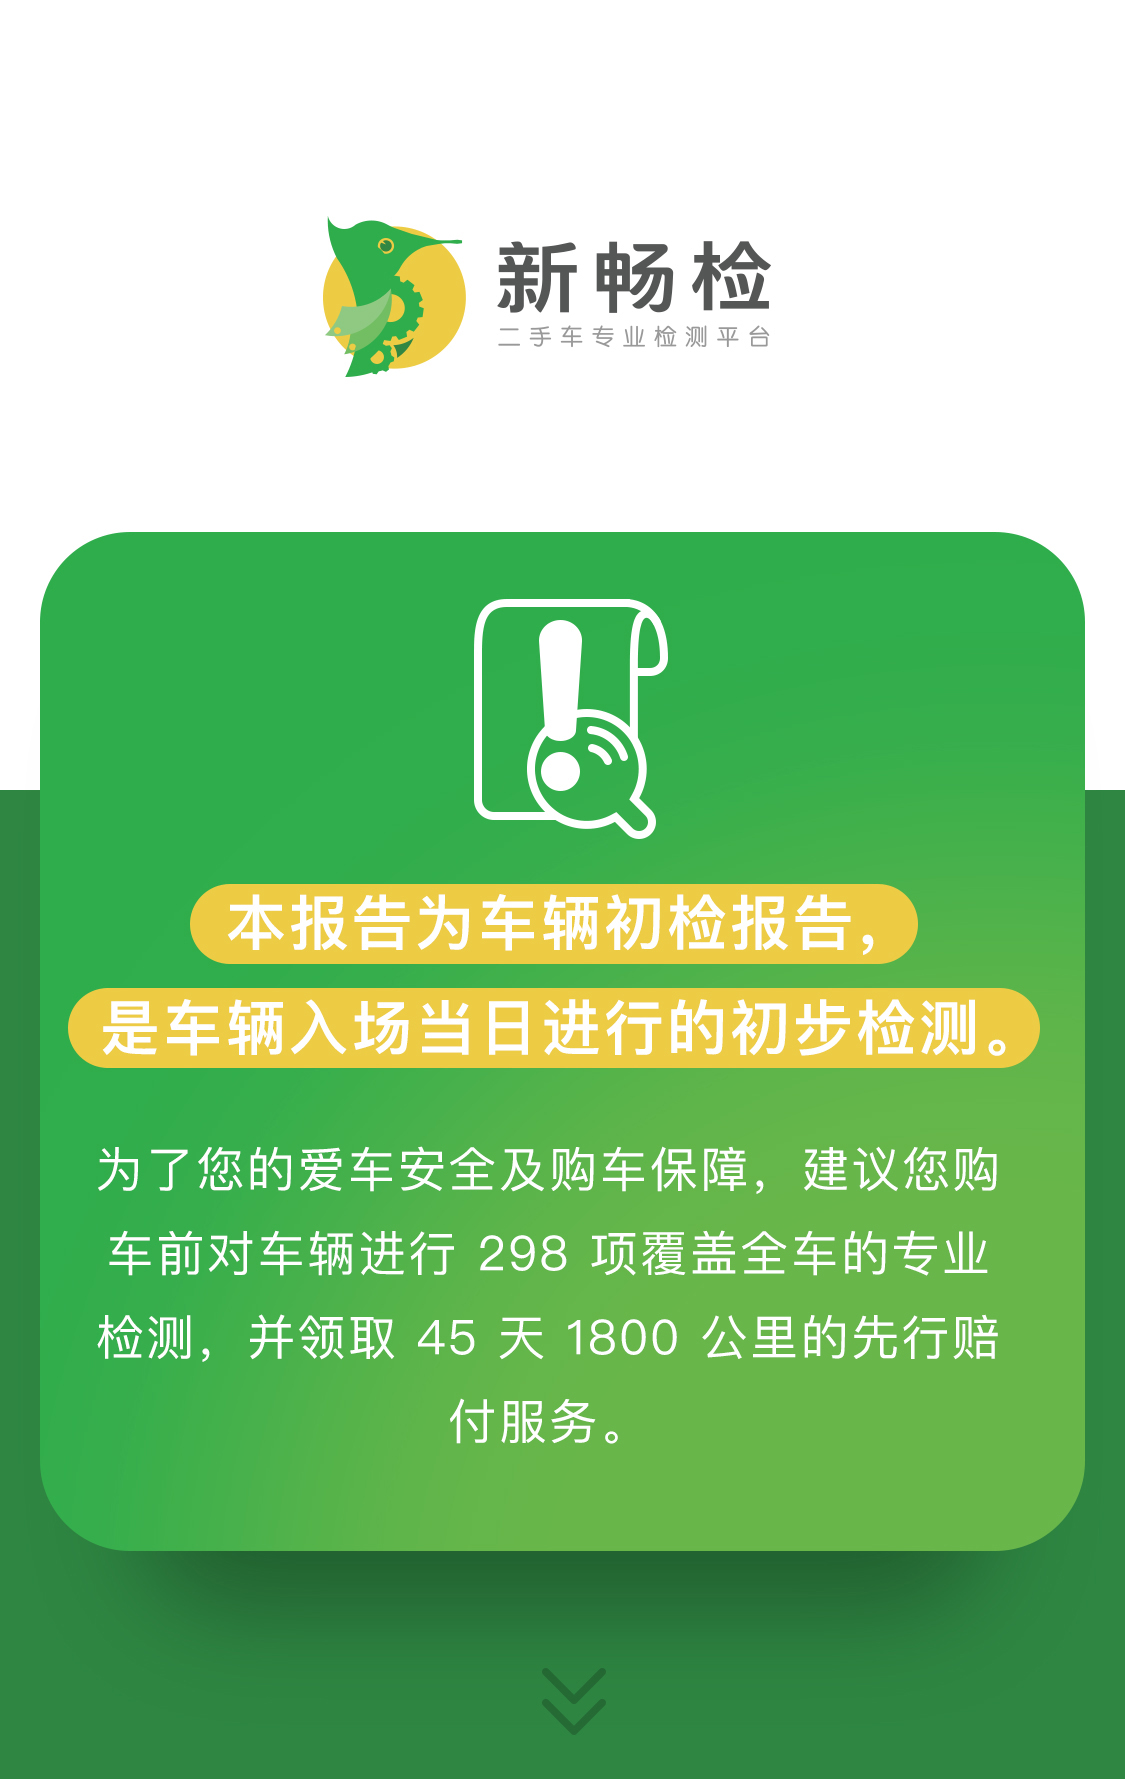 新畅检
二手车专业检测平台
本报告为车辆初检报告，
是车辆入场当日进行的初步检测。
为了您的爱车安全及购车保障，建议您购
车前对车辆进行 298 项覆盖全车的专业
检测，并领取 45 天 1800 公里的先行赔
付服务。